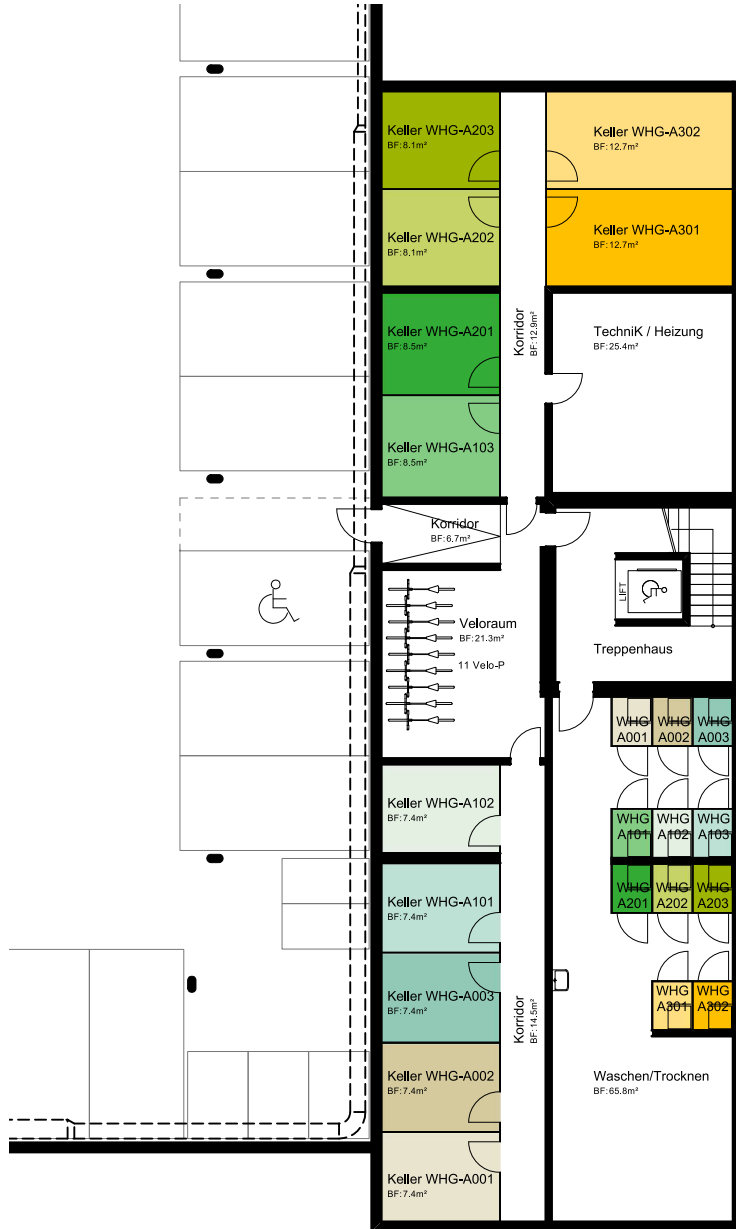 Keller WHG-A203
BF:8.1m²
Keller WHG-A302
BF:12.7m²
Keller WHG-A202
BF:8.1m²
Keller WHG-A301
BF:12.7m²
Korridor
BF:12.9m²
Keller WHG-A201
BF:8.5m²
TechniK / Heizung
BF:25.4m²
Keller WHG-A103
BF:8.5m²
Korridor
BF:6.7m²
LIFT
Veloraum
BF:21.3m²
11 Velo-P
Treppenhaus
WHG
A001
WHG
A002
WHG
A003
Keller WHG-A102
BF:7.4m²
WHG
A101
WHG
A102
WHG
A103
Keller WHG-A101
BF:7.4m²
WHG
A201
WHG
A202
WHG
A203
Keller WHG-A003
BF:7.4m²
Korridor
BF:14.5m²
WHG
A301
WHG
A302
Keller WHG-A002
BF:7.4m²
Waschen/Trocknen
BF:65.8m²
Keller WHG-A001
BF:7.4m²